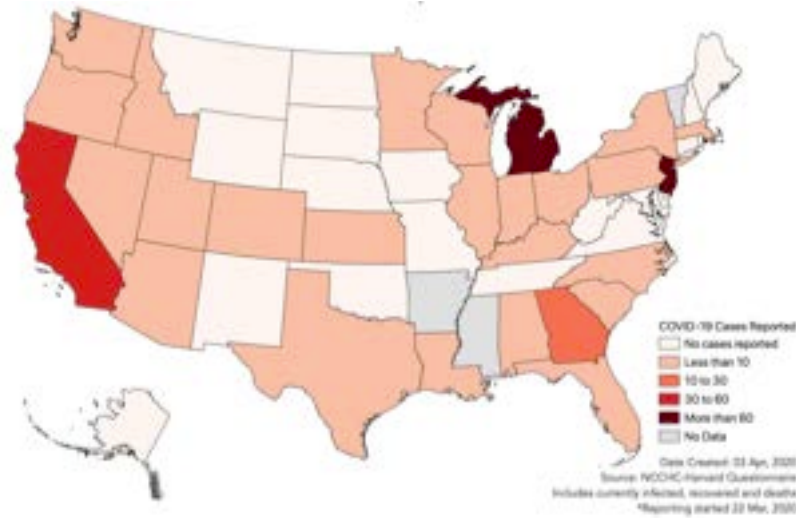 COVID-19 Cases Reported
No cases reported
Less than 10
10 to 30
30 to 60
More than 60
No Data
Date Created: 03 Apr, 2020
Source: NCCHC-Harvard Questionnaire
Includes currently infected, recovered and deaths
*Reporting started 22 Mar, 2020